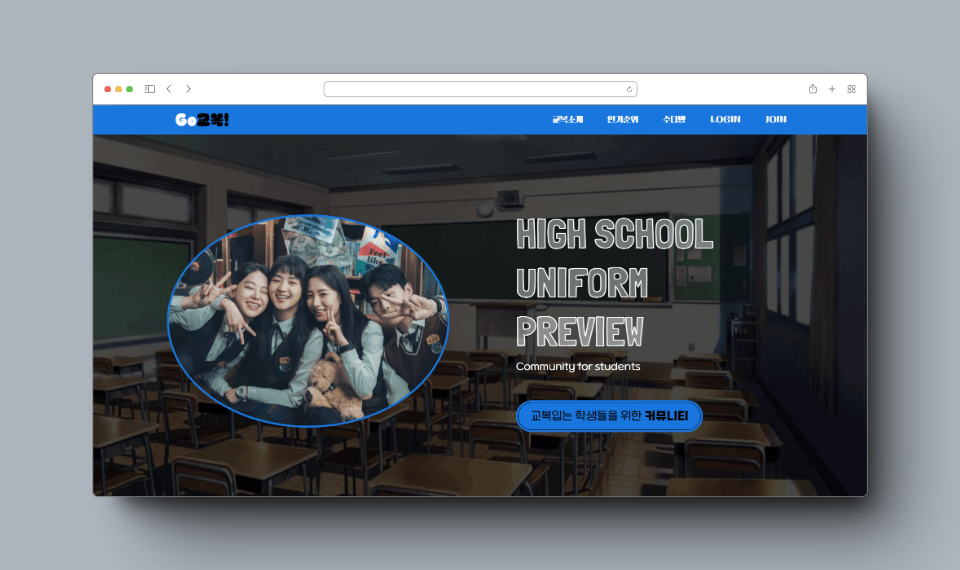 Go교복!
교복소개 인기순위 수다방 LOGIN JOIN
Feel
like
HIGH SCHOOL
UNIFORM
PREVIEW
Community for students
교복입는 학생들을 위한 커뮤니티